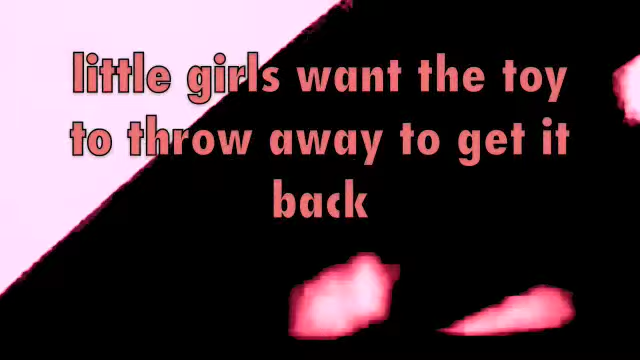 little girls want the toy
to throw away to get it
back